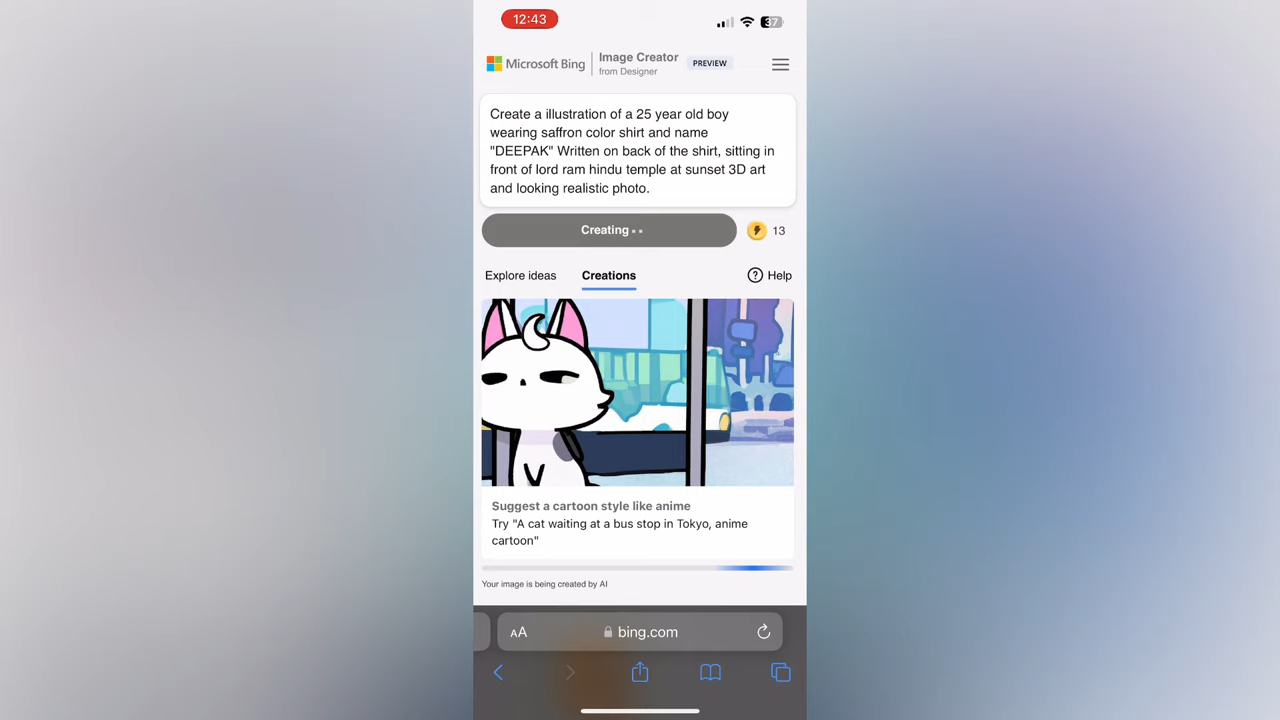 12:43
37
Microsoft Bing
Image Creator
from Designer
PREVIEW
Create a illustration of a 25 year old boy
wearing saffron color shirt and name
"DEEPAK" Written on back of the shirt, sitting in
front of lord ram hindu temple at sunset 3D art
and looking realistic photo.
Creating
13
Explore ideas
Creations
Help
Suggest a cartoon style like anime
Try "A cat waiting at a bus stop in Tokyo, anime
cartoon"
Your image is being created by AI
AA
bing.com